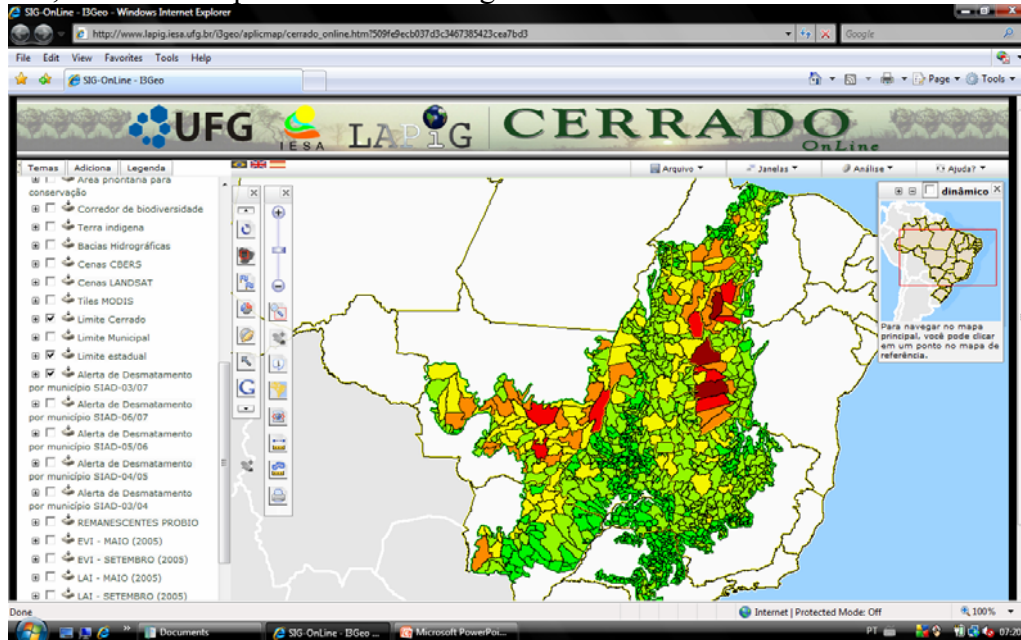 SIG-OnLine - I3Geo - Windows Internet Explorer
http://www.lapig.iesa.ufg.br/i3geo/aplicmap/cerrado_online.htm?509fe9ecb037d3c3467385423cea7bd3
Google
File Edit View Favorites Tools Help
SIG-OnLine - I3Geo
Page Tools
UFG IESA LAPIG CERRADO
OnLine
Temas Adiciona Legenda
Arquivo Janelas Análise Ajuda?
Área prioritária para
conservação
Corredor de biodiversidade
Terra indígena
Bacias Hidrográficas
Cenas CBERS
Cenas LANDSAT
Tiles MODIS
Limite Cerrado
Limite Municipal
Limite estadual
Alerta de Desmatamento
por município SIAD-03/07
Alerta de Desmatamento
por município SIAD-06/07
Alerta de Desmatamento
por município SIAD-05/06
Alerta de Desmatamento
por município SIAD-04/05
Alerta de Desmatamento
por município SIAD-03/04
REMANESCENTES PROBIO
EVI - MAIO (2005)
EVI - SETEMBRO (2005)
LAI - MAIO (2005)
LAI - SETEMBRO (2005)
G
dinâmico
Para navegar no mapa
principal, você pode clicar
em um ponto no mapa de
referência.
Done
Internet | Protected Mode: Off
100%
Documents
SIG-OnLine - I3Geo ...
Microsoft PowerPoi...
PT
07:20